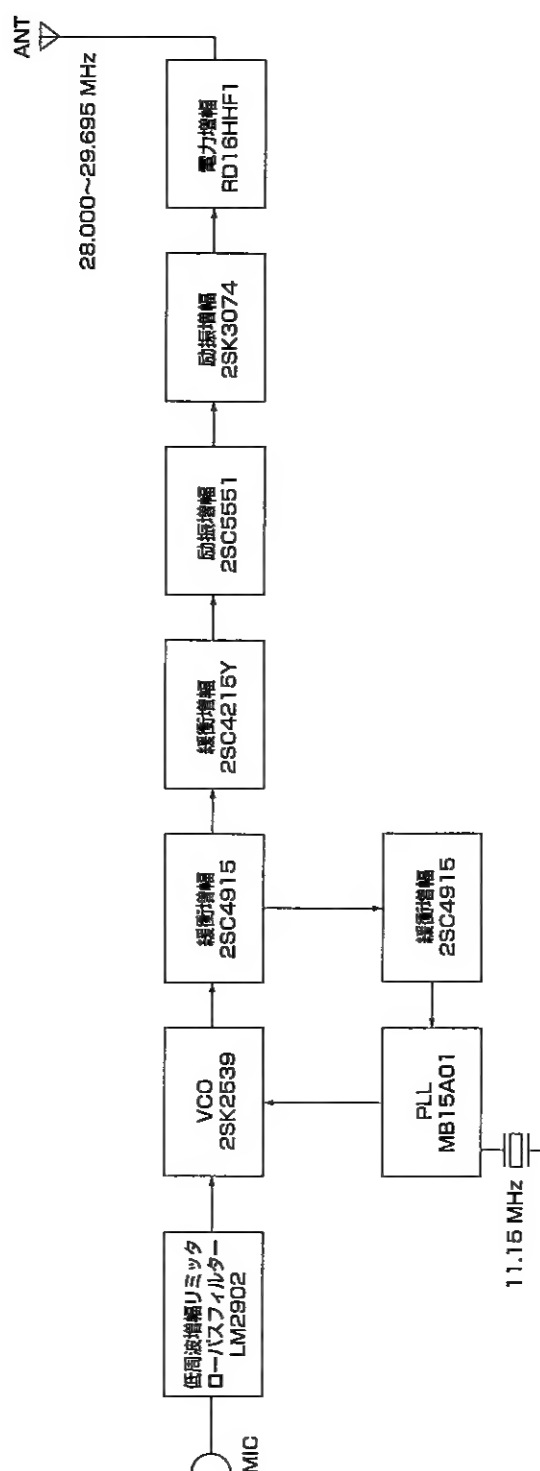 MIC
低周波増幅リミッタ
ローパスフィルター
LM2902
VCO
2SK2539
緩衝増幅
2SC4915
緩衝増幅
2SC4215Y
励振増幅
2SC5551
励振増幅
2SK3074
電力増幅
RD16HHF1
ANT
28.000～29.695 MHz
PLL
MB15A01
緩衝増幅
2SC4915
11.15 MHz